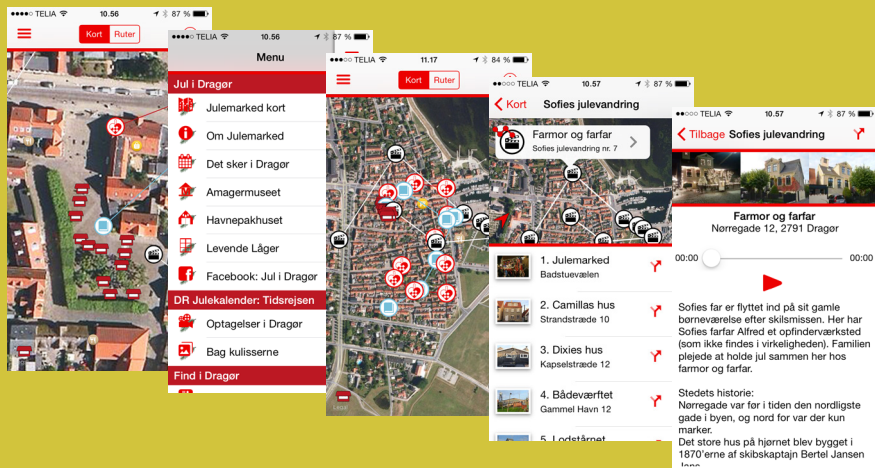 TELIA 10.56 87 %
Kort Ruter
TELIA 10.56 87 %
Menu
Jul i Dragør
Julemarked kort
Om Julemarked
Det sker i Dragør
Amagermuseet
Havnepakhuset
Levende Låger
Facebook: Jul i Dragør
DR Julekalender: Tidsrejsen
Optagelser i Dragør
Bag kulisserne
Find i Dragør
TELIA 11.17 84 %
Kort Ruter
Legal
TELIA 10.57 87 %
Kort Sofies julevandring
Farmor og farfar
Sofies julevandring nr. 7
1. Julemarked
Badstuevælen
2. Camillas hus
Strandstræde 10
3. Dixies hus
Kapselstræde 12
4. Bådeværftet
Gammel Havn 12
5. Lodstårnet
TELIA 10.57 87 %
Tilbage Sofies julevandring
Farmor og farfar
Nørregade 12, 2791 Dragør
00:00 00:00
Sofies far er flyttet ind på sit gamle
børneværelse efter skilsmissen. Her har
Sofies farfar Alfred et opfinderværksted
(som ikke findes i virkeligheden). Familien
plejede at holde jul sammen her hos
farmor og farfar.
Stedets historie:
Nørregade var før i tiden den nordligste
gade i byen, og nord for var der kun
marker.
Det store hus på hjørnet blev bygget i
1870'erne af skibskaptajn Bertel Jansen